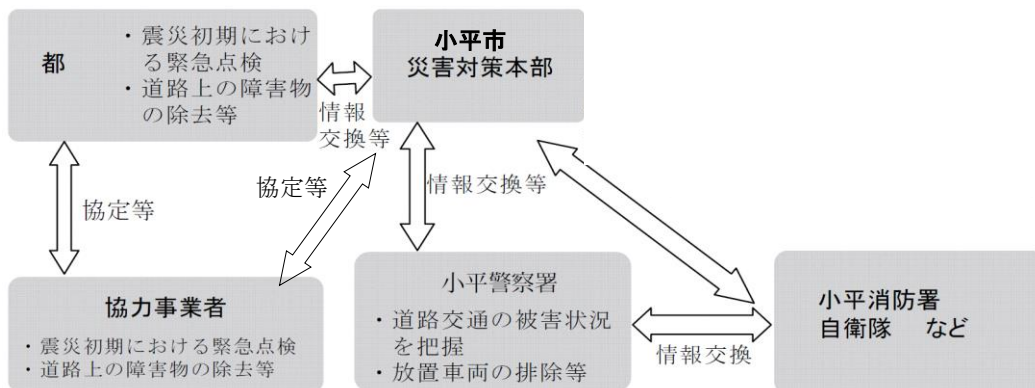 都
・震災初期におけ
る緊急点検
・道路上の障害物
の除去等
小平市
災害対策本部
情報
交換等
協定等
協定等
情報交換等
協力事業者
・震災初期における緊急点検
・道路上の障害物の除去等
小平警察署
・道路交通の被害状況
を把握
・放置車両の排除等
情報交換
小平消防署
自衛隊 など